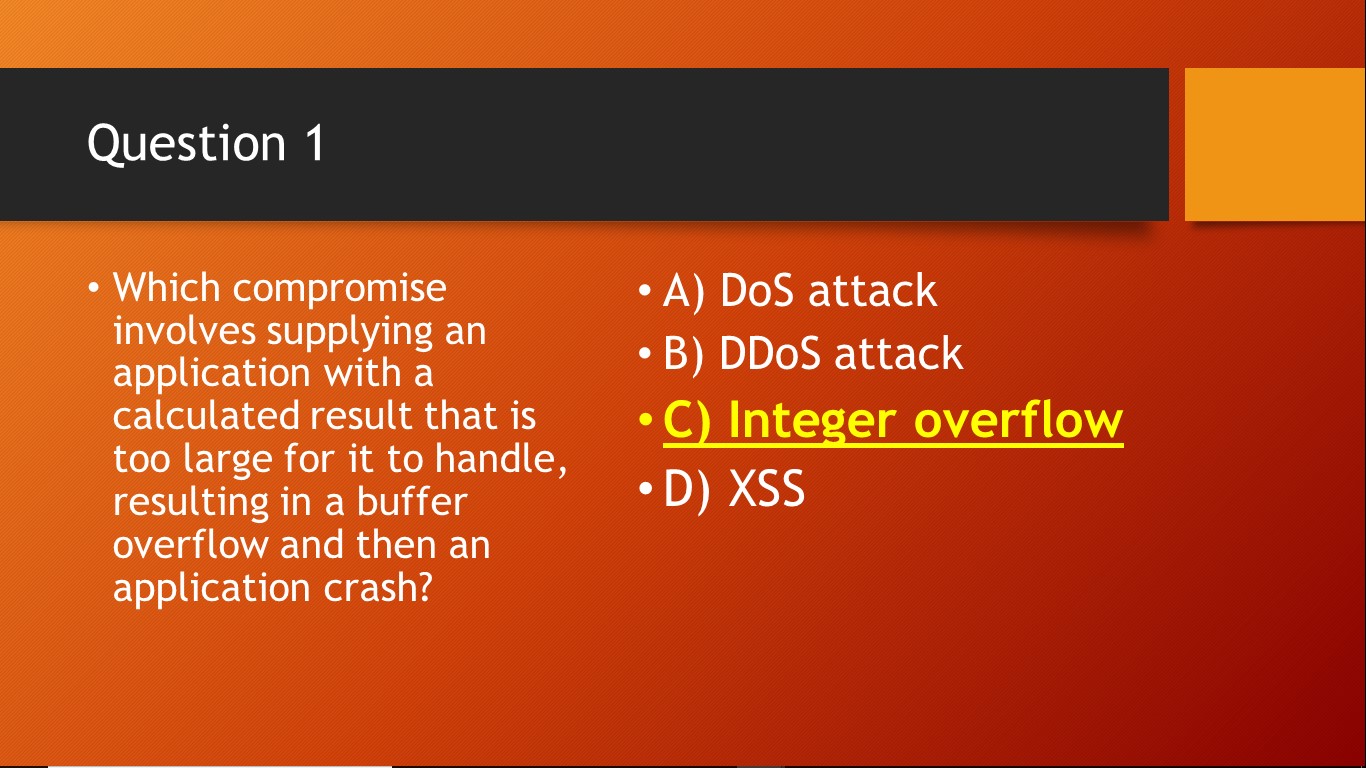 Question 1
• Which compromise
involves supplying an
application with a
calculated result that is
too large for it to handle,
resulting in a buffer
overflow and then an
application crash?
• A) DoS attack
• B) DDoS attack
• C) Integer overflow
• D) XSS